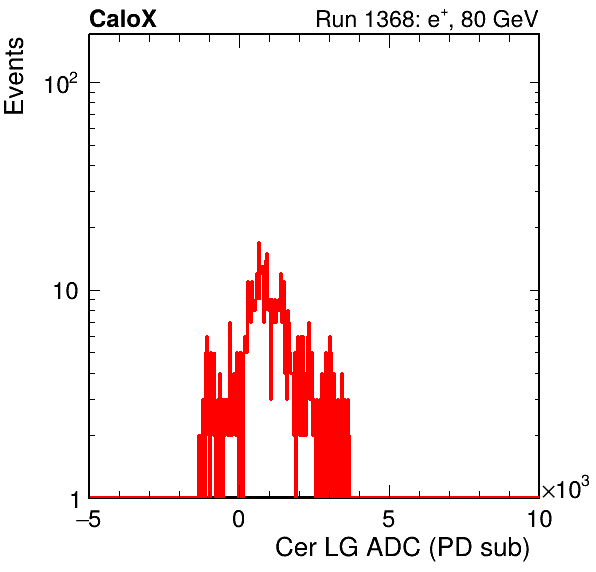 CaloX Run 1368: e⁺, 80 GeV
Events
10²
10
1
−5 0 5 10
×10³
Cer LG ADC (PD sub)